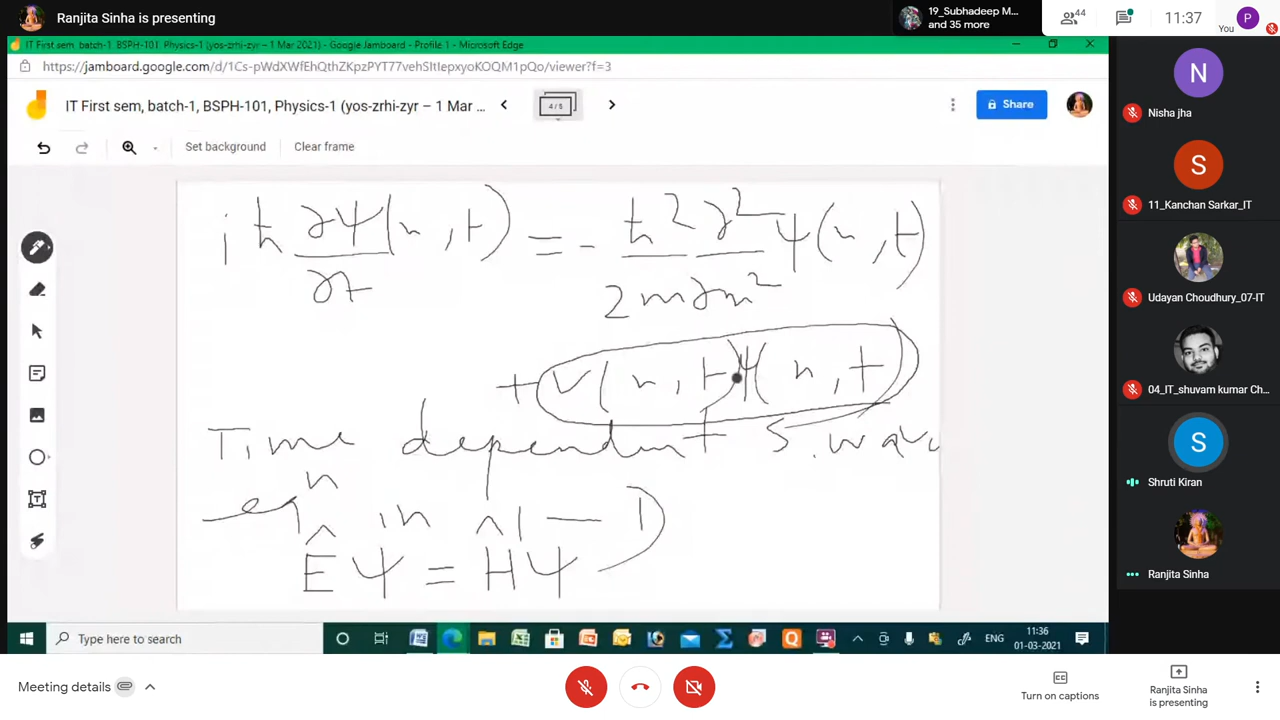 Ranjita Sinha is presenting
19_Subhadeep M...
and 35 more
44
11:37
You
P
IT First sem, batch-1, BSPH-101, Physics-1 (yos-zrhi-zyr – 1 Mar 2021) - Google Jamboard - Profile 1 - Microsoft Edge
https://jamboard.google.com/d/1Cs-pWdXWfEhQthZKpzPYT77vehSItIepxyoKOQM1pQo/viewer?f=3
IT First sem, batch-1, BSPH-101, Physics-1 (yos-zrhi-zyr – 1 Mar ...
4 / 5
Share
Set background
Clear frame
iħ ∂Ψ(x,t)/∂t = - ħ²/2m ∂²/∂x² Ψ(x,t)
+ V(x,t)Ψ(x,t)
Time dependent S. wave
eqn in 1-D
ÊΨ = ĤΨ
N
Nisha jha
S
11_Kanchan Sarkar_IT
Udayan Choudhury_07-IT
04_IT_shuvam kumar Ch...
S
Shruti Kiran
Ranjita Sinha
Type here to search
ENG
11:36
01-03-2021
Meeting details
Turn on captions
Ranjita Sinha
is presenting